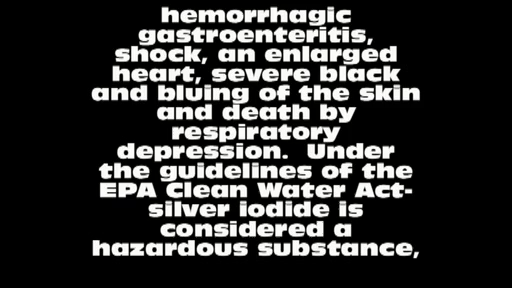 hemorrhagic
gastroenteritis,
shock, an enlarged
heart, severe black
and bluing of the skin
and death by
respiratory
depression.  Under
the guidelines of the
EPA Clean Water Act-
silver iodide is
considered a
hazardous substance,